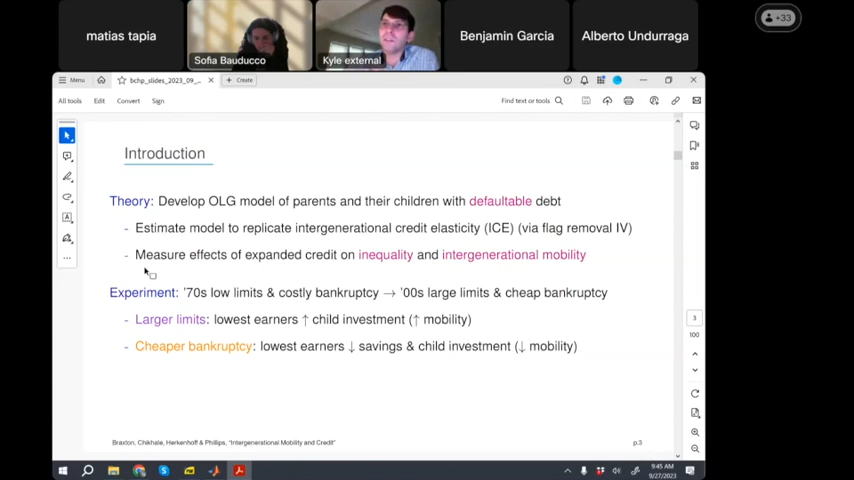 matias tapia
Sofia Bauducco
Kyle external
Benjamin Garcia
Alberto Undurraga
+33
Menu
bchp_slides_2023_09_...
Create
All tools
Edit
Convert
Sign
Find text or tools
Introduction
Theory: Develop OLG model of parents and their children with defaultable debt
- Estimate model to replicate intergenerational credit elasticity (ICE) (via flag removal IV)
- Measure effects of expanded credit on inequality and intergenerational mobility
Experiment: '70s low limits & costly bankruptcy → '00s large limits & cheap bankruptcy
- Larger limits: lowest earners ↑ child investment (↑ mobility)
- Cheaper bankruptcy: lowest earners ↓ savings & child investment (↓ mobility)
3
100
Braxton, Chikhale, Herkenhoff & Phillips, "Intergenerational Mobility and Credit"
p.3
9:45 AM
9/27/2023